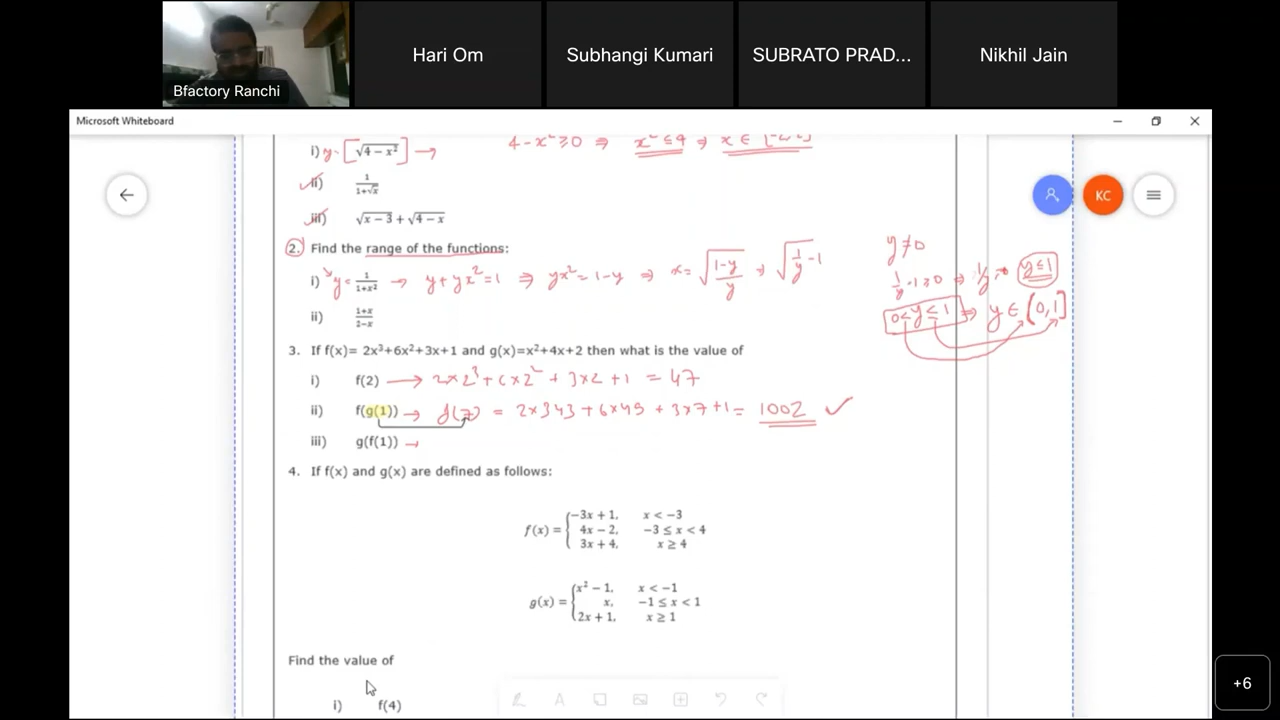 Hari Om
Subhangi Kumari
SUBRATO PRAD...
Nikhil Jain
Bfactory Ranchi
Microsoft Whiteboard
i) y = [√4 − x²] → 4-x² ≥0 ⇒ x² ≤ 4 ⇒ x ∈ [-2, 2]
ii) 1/(1+√x)
iii) √x − 3 + √4 − x
KC
2. Find the range of the functions:
y ≠ 0
i) y = 1/(1+x²) → y + yx² = 1 ⇒ yx² = 1-y ⇒ x = √(1-y)/y ⇒ √1/y -1
1/y -1 ≥ 0 ⇒ y ≤ 1
0 < y ≤ 1 ⇒ y ∈ (0, 1]
ii) (1+x)/(2−x)
3. If f(x)= 2x³+6x²+3x+1 and g(x)=x²+4x+2 then what is the value of
i) f(2) → 2×2³ + 6×2² + 3×2 + 1 = 47
ii) f(g(1)) → f(7) = 2×343 + 6×49 + 3×7 +1 = 1002 ✓
iii) g(f(1)) →
4. If f(x) and g(x) are defined as follows:
−3x + 1, x < −3
f(x) = { 4x − 2, −3 ≤ x < 4
3x + 4, x ≥ 4
x² − 1, x < −1
g(x) = { x, −1 ≤ x < 1
2x + 1, x ≥ 1
Find the value of
i) f(4)
+6